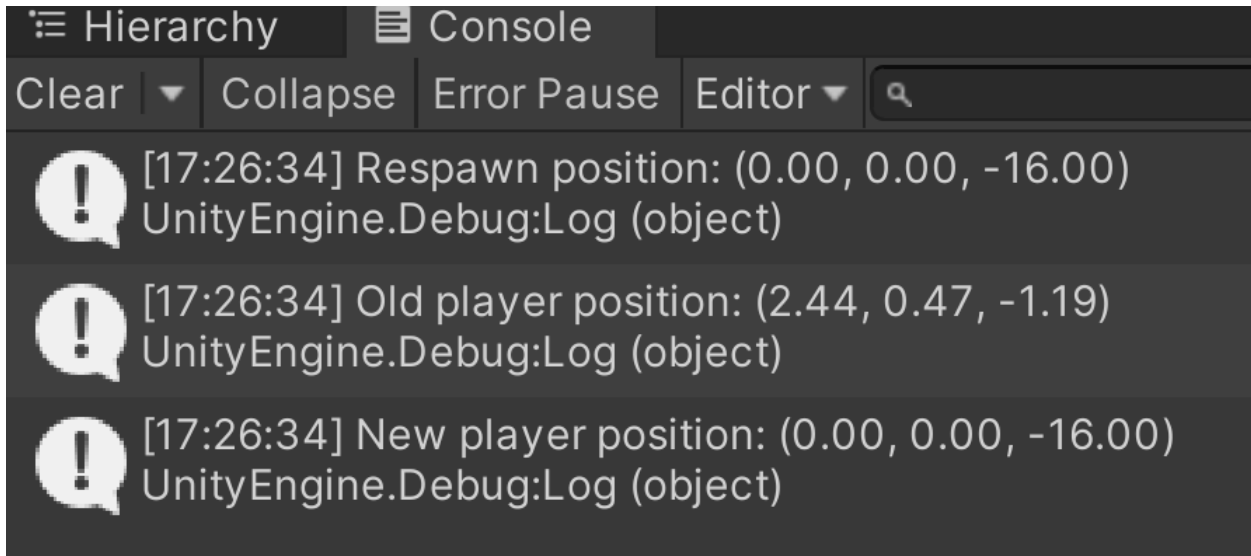 Hierarchy Console
Clear Collapse Error Pause Editor
[17:26:34] Respawn position: (0.00, 0.00, -16.00)
UnityEngine.Debug:Log (object)
[17:26:34] Old player position: (2.44, 0.47, -1.19)
UnityEngine.Debug:Log (object)
[17:26:34] New player position: (0.00, 0.00, -16.00)
UnityEngine.Debug:Log (object)